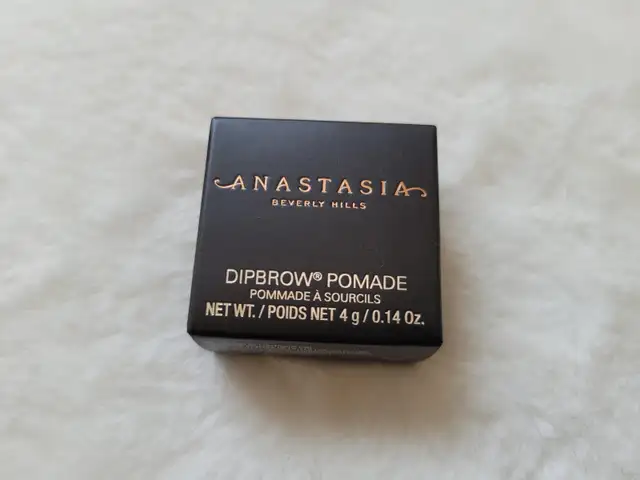 ANASTASIA
BEVERLY HILLS
DIPBROW® POMADE
POMMADE À SOURCILS
NET WT. / POIDS NET 4 g / 0.14 Oz.